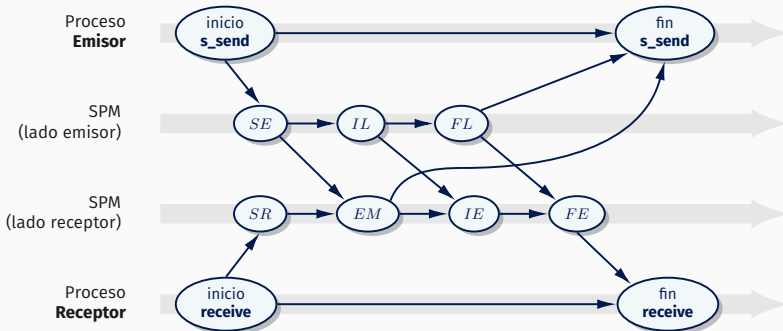 Proceso
Emisor
inicio
s_send
fin
s_send
SPM
(lado emisor)
SE
IL
FL
SPM
(lado receptor)
SR
EM
IE
FE
Proceso
Receptor
inicio
receive
fin
receive